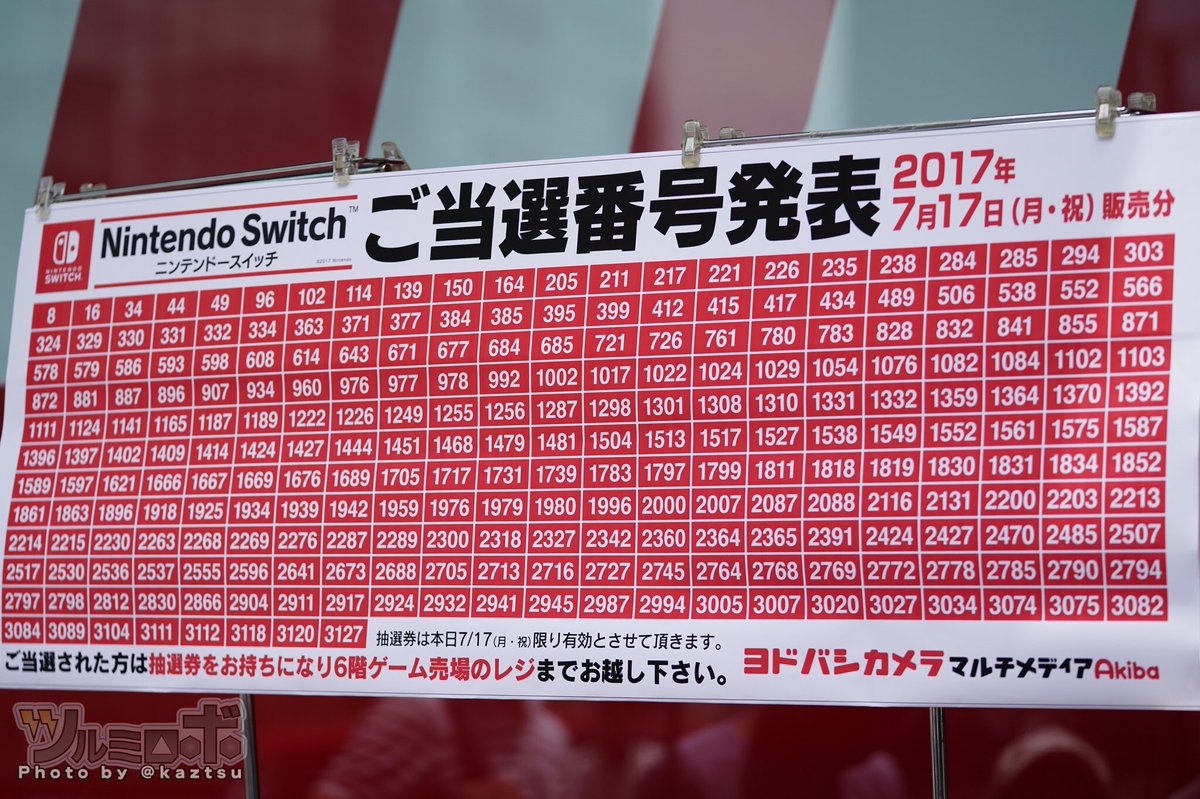 NINTENDO SWITCH
Nintendo Switch™
ニンテンドースイッチ
©2017 Nintendo
ご当選番号発表
2017年
7月17日(月・祝)販売分
8 16 34 44 49 96 102 114 139 150 164 205 211 217 221 226 235 238 284 285 294 303
324 329 330 331 332 334 363 371 377 384 385 395 399 412 415 417 434 489 506 538 552 566
578 579 586 593 598 608 614 643 671 677 684 685 721 726 761 780 783 828 832 841 855 871
872 881 887 896 907 934 960 976 977 978 992 1002 1017 1022 1024 1029 1054 1076 1082 1084 1102 1103
1111 1124 1141 1165 1187 1189 1222 1226 1249 1255 1256 1287 1298 1301 1308 1310 1331 1332 1359 1364 1370 1392
1396 1397 1402 1409 1414 1424 1427 1444 1451 1468 1479 1481 1504 1513 1517 1527 1538 1549 1552 1561 1575 1587
1589 1597 1621 1666 1667 1669 1676 1689 1705 1717 1731 1739 1783 1797 1799 1811 1818 1819 1830 1831 1834 1852
1861 1863 1896 1918 1925 1934 1939 1942 1959 1976 1979 1980 1996 2000 2007 2087 2088 2116 2131 2200 2203 2213
2214 2215 2230 2263 2268 2269 2276 2287 2289 2300 2318 2327 2342 2360 2364 2365 2391 2424 2427 2470 2485 2507
2517 2530 2536 2537 2555 2596 2641 2673 2688 2705 2713 2716 2727 2745 2764 2768 2769 2772 2778 2785 2790 2794
2797 2798 2812 2830 2866 2904 2911 2917 2924 2932 2941 2945 2987 2994 3005 3007 3020 3027 3034 3074 3075 3082
3084 3089 3104 3111 3112 3118 3120 3127
抽選券は本日7/17(月・祝)限り有効とさせて頂きます。
ご当選された方は抽選券をお持ちになり6階ゲーム売場のレジまでお越し下さい。
ヨドバシカメラ マルチメディアAkiba
ツルミロボ
Photo by @kaztsu